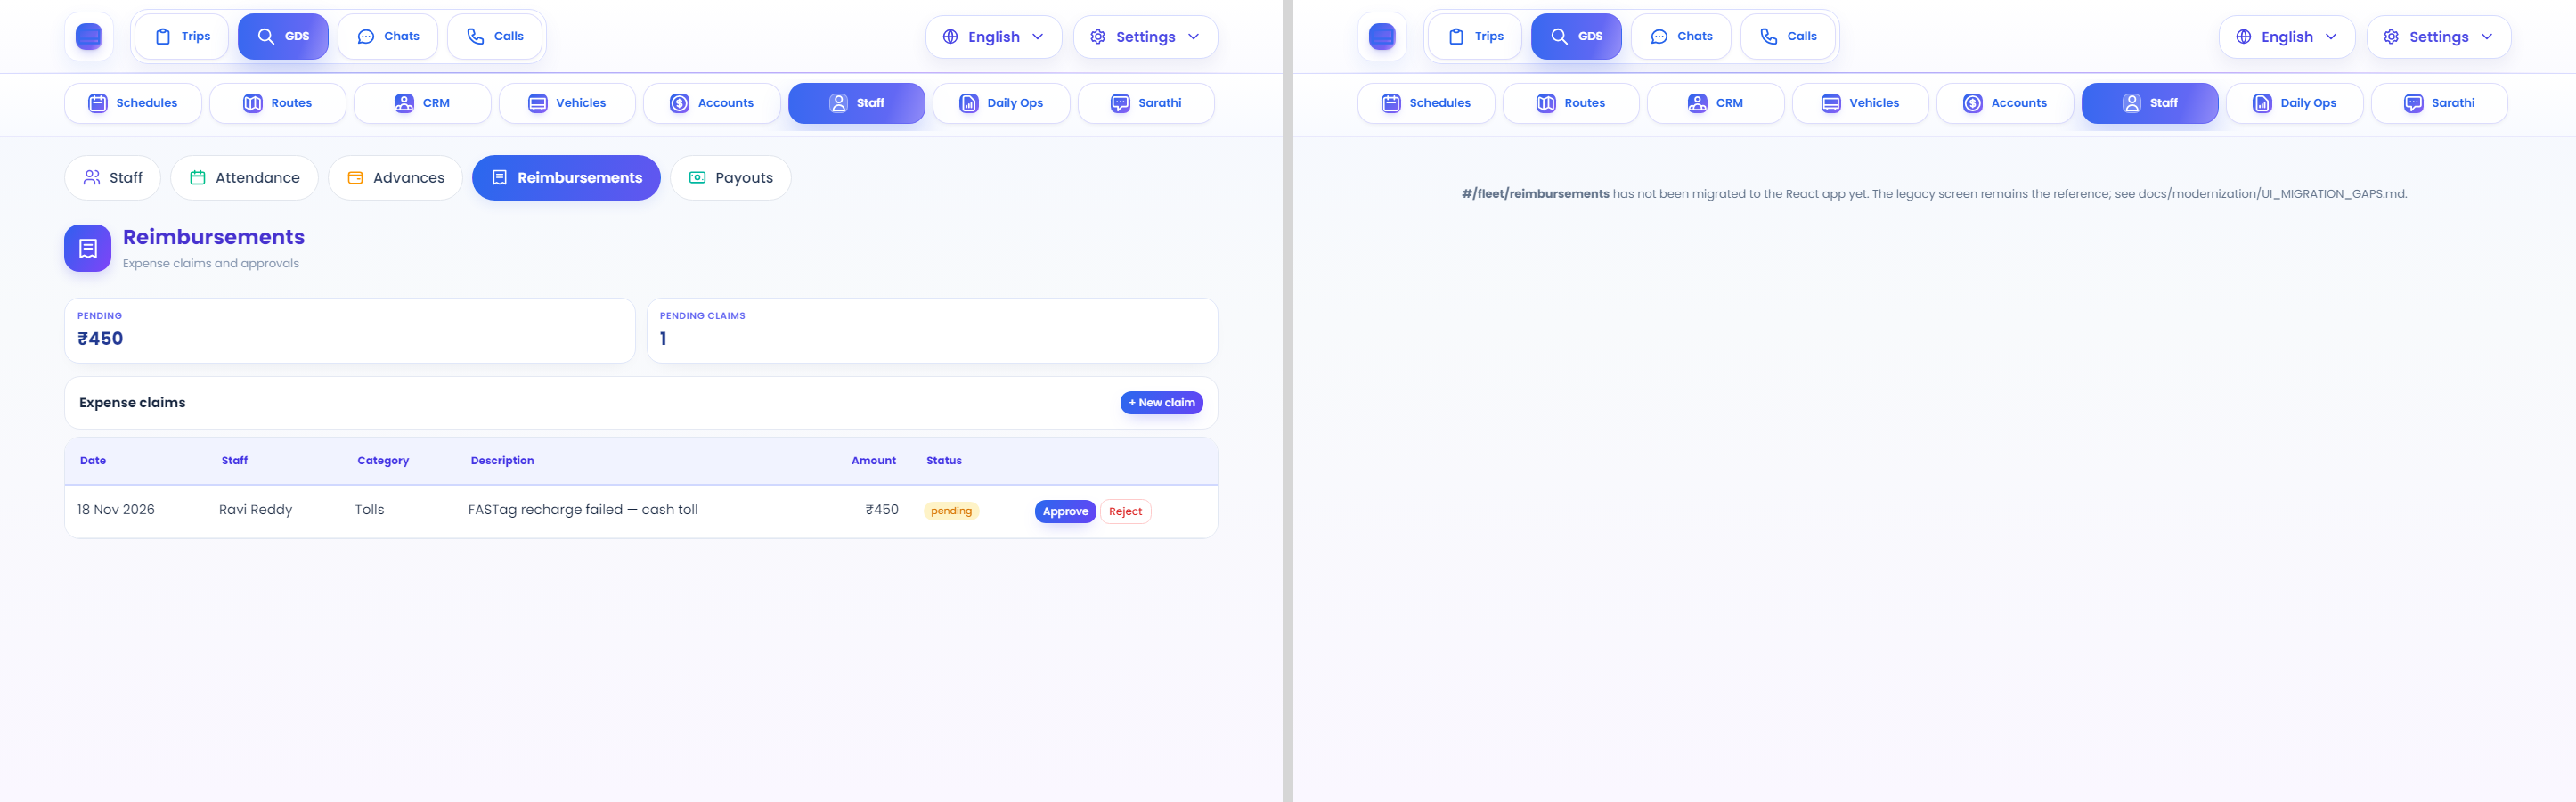 Trips GDS Chats Calls English Settings
Schedules Routes CRM Vehicles Accounts Staff Daily Ops Sarathi
Staff Attendance Advances Reimbursements Payouts
Reimbursements
Expense claims and approvals
PENDING
₹450
PENDING CLAIMS
1
Expense claims + New claim
Date Staff Category Description Amount Status
18 Nov 2026 Ravi Reddy Tolls FASTag recharge failed — cash toll ₹450 pending Approve Reject
Trips GDS Chats Calls English Settings
Schedules Routes CRM Vehicles Accounts Staff Daily Ops Sarathi
#/fleet/reimbursements has not been migrated to the React app yet. The legacy screen remains the reference; see docs/modernization/UI_MIGRATION_GAPS.md.